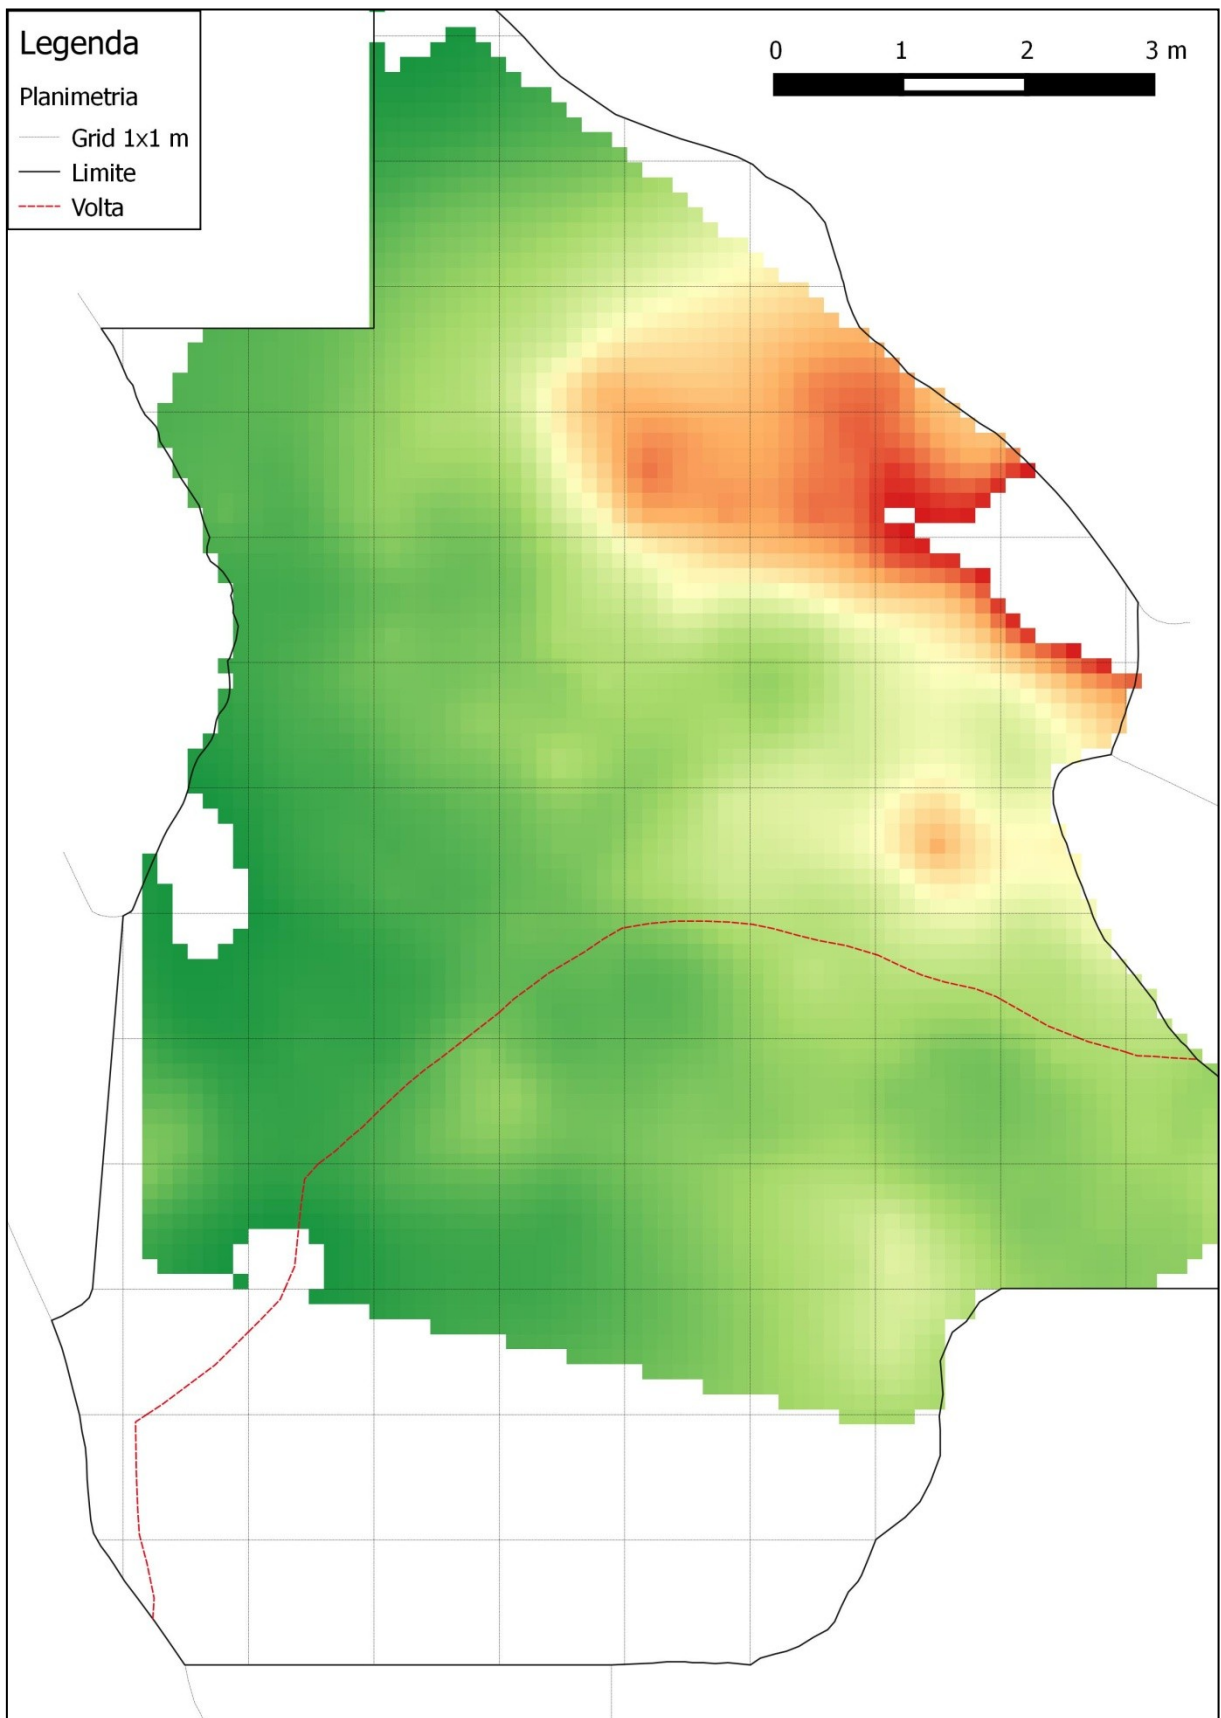 Legenda
Planimetria
Grid 1x1 m
Limite
Volta
0 1 2 3 m